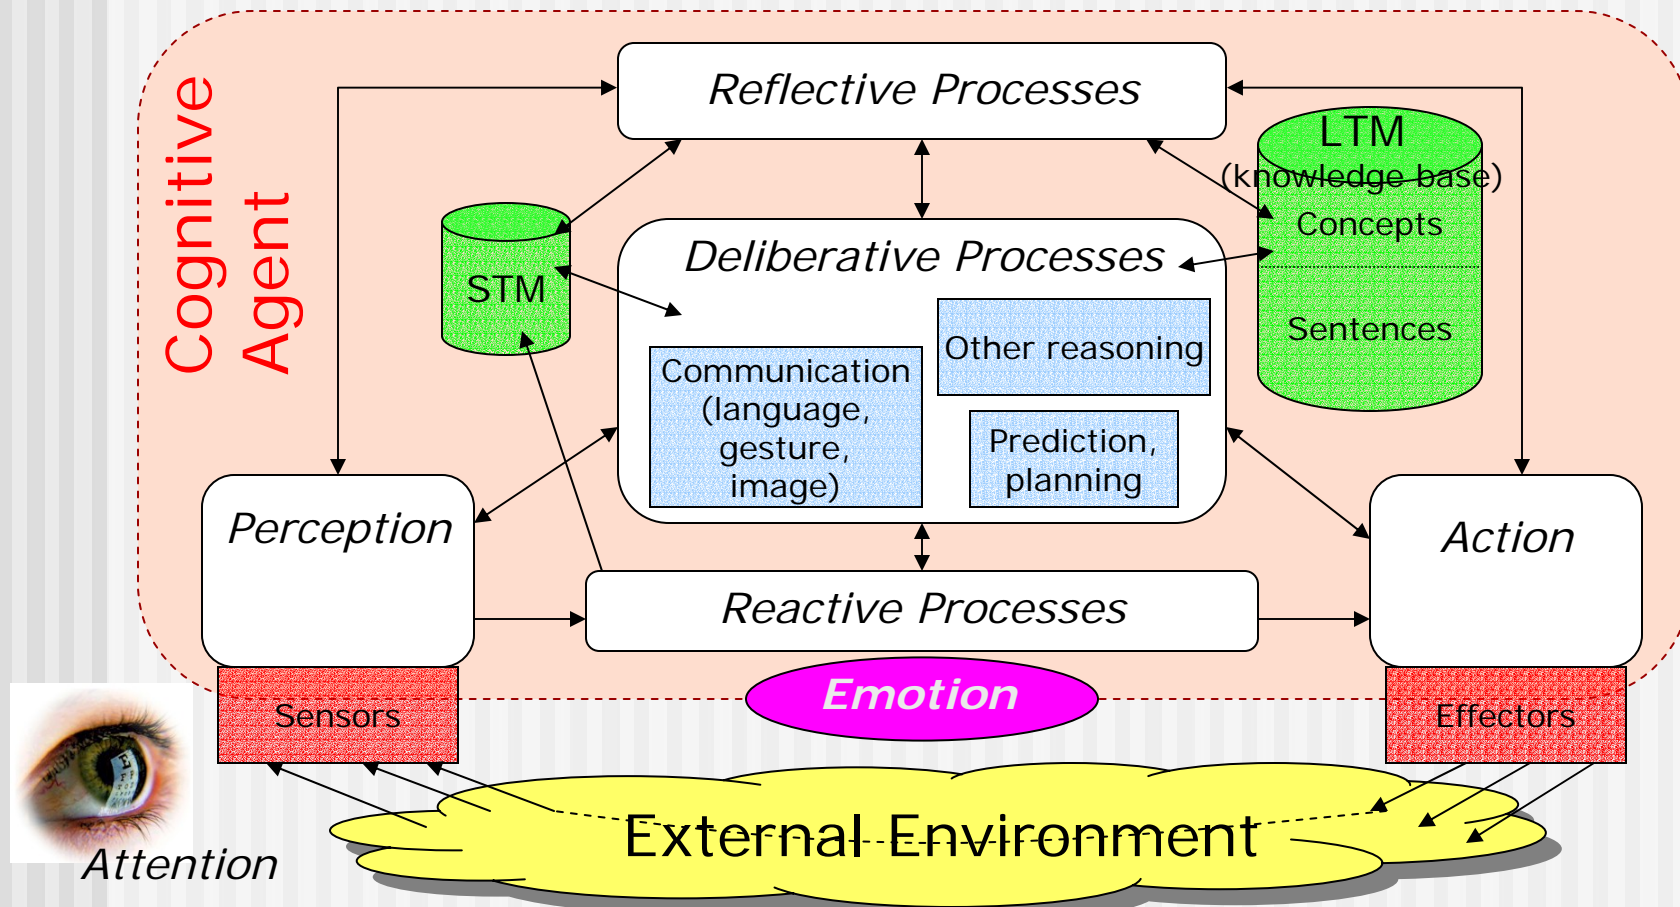 Cognitive
Agent
Reflective Processes
LTM
(knowledge base)
Concepts
Sentences
STM
Deliberative Processes
Other reasoning
Communication
(language,
gesture,
image)
Prediction,
planning
Perception
Action
Reactive Processes
Emotion
Sensors
Effectors
External Environment
Attention